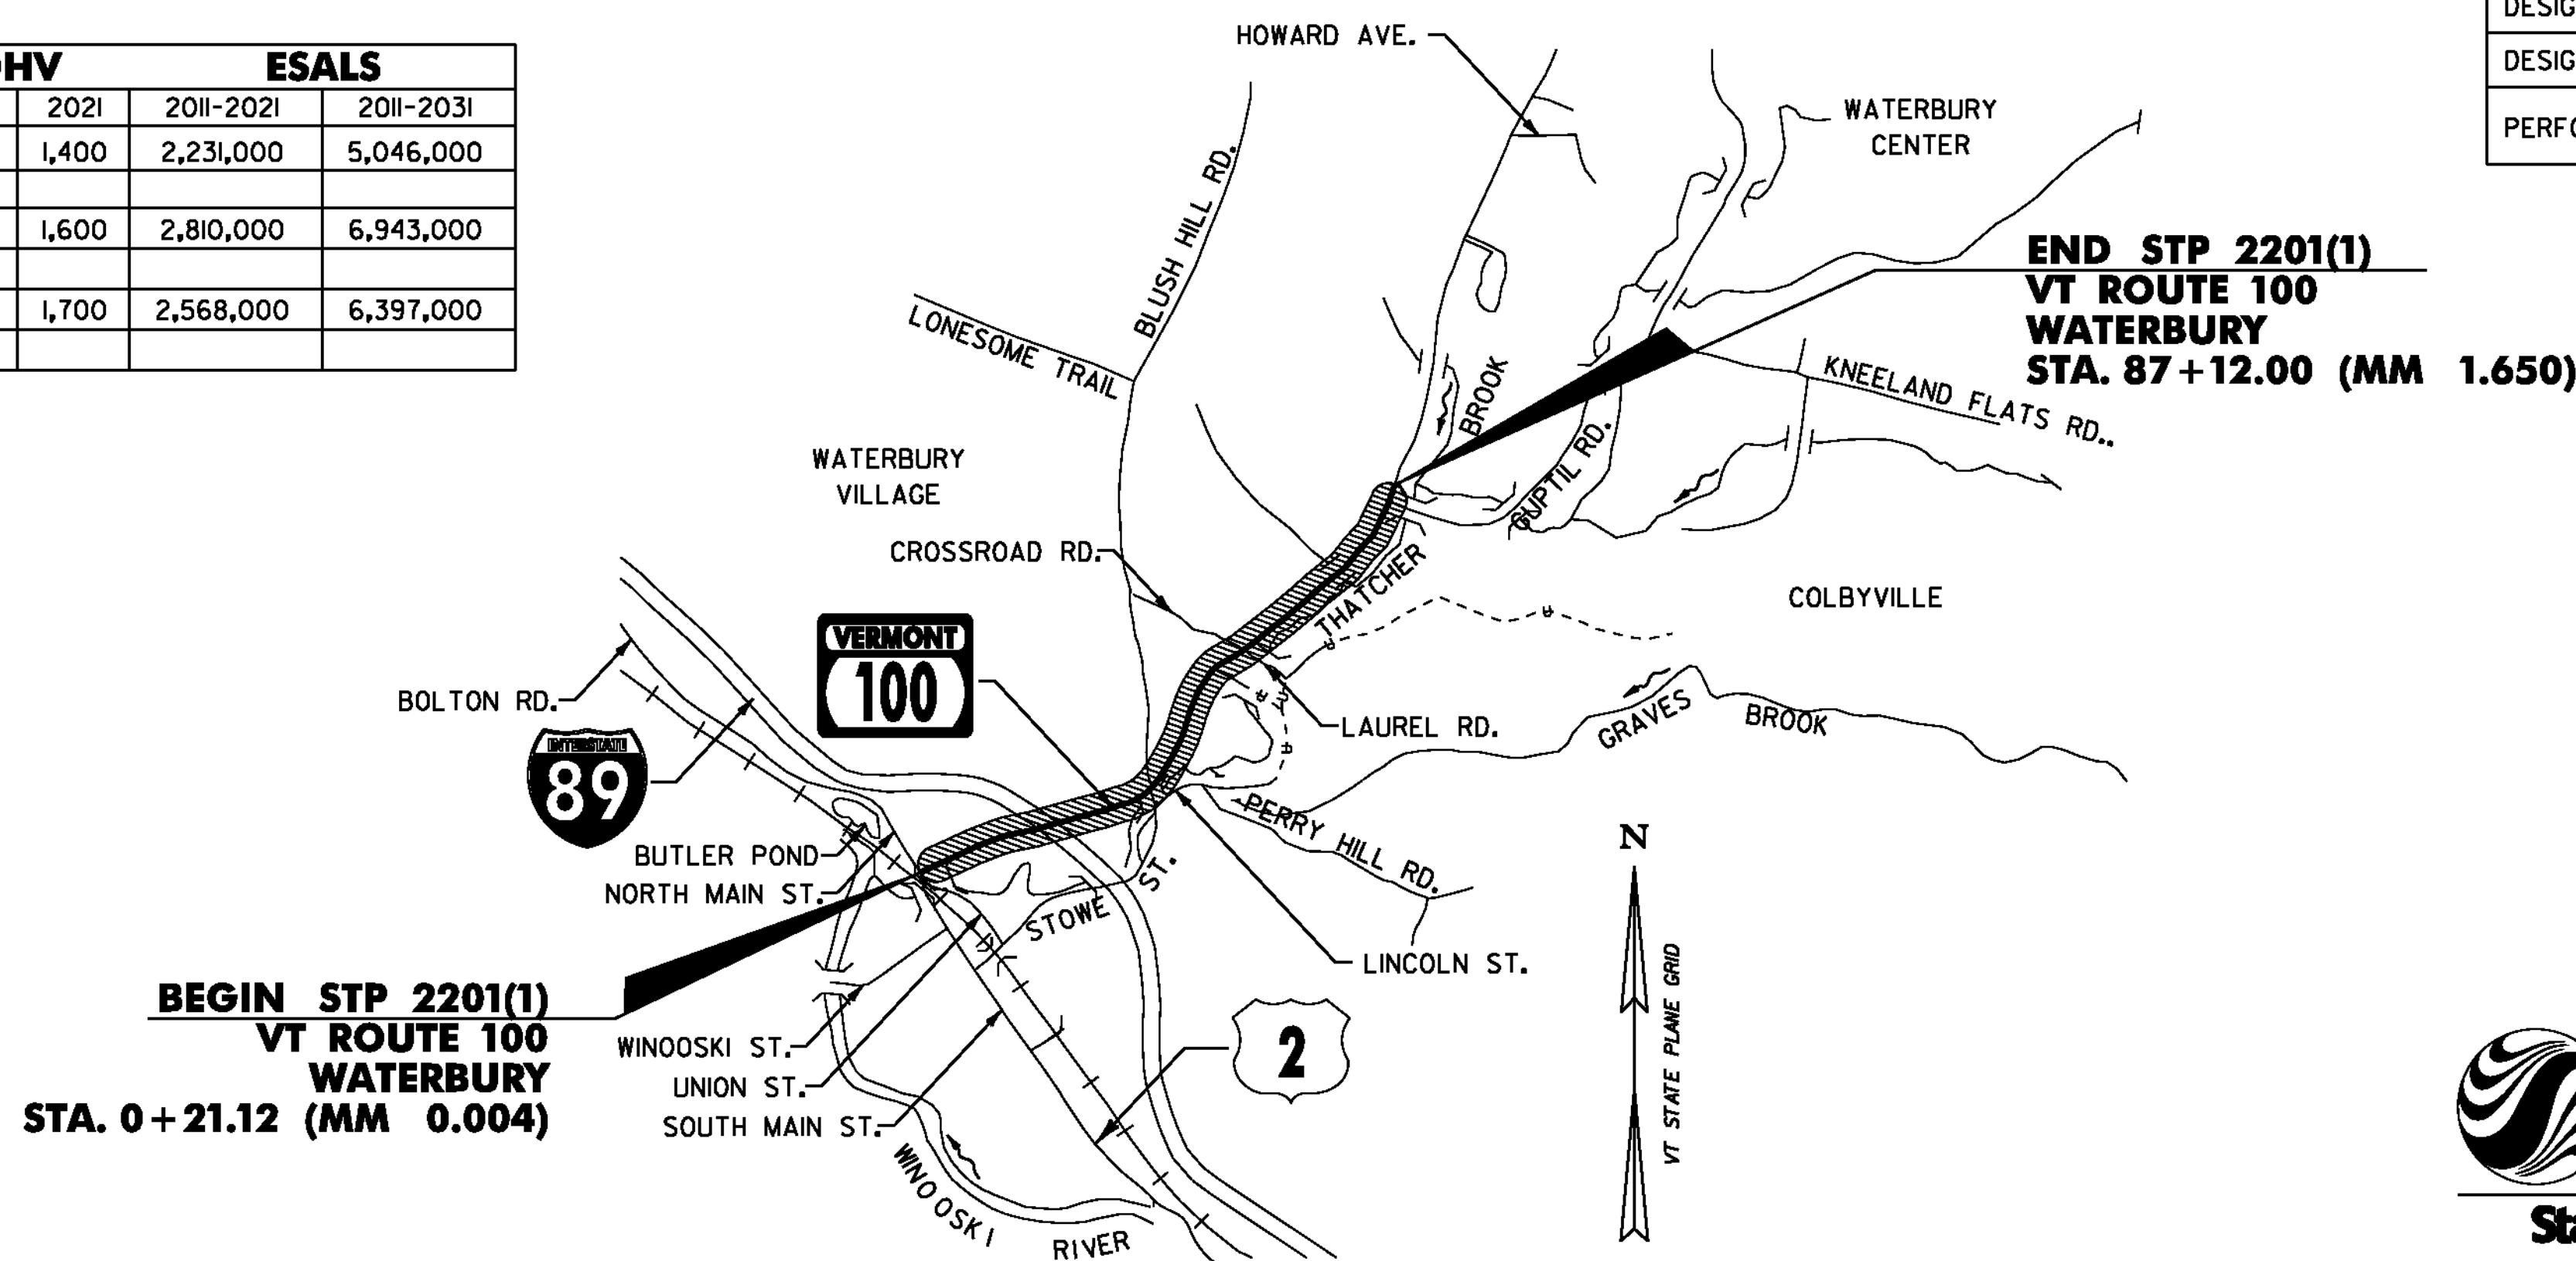 HV ESALS
2021 2011-2021 2011-2031
1,400 2,231,000 5,046,000
1,600 2,810,000 6,943,000
1,700 2,568,000 6,397,000
HOWARD AVE.
WATERBURY
CENTER
BLUSH HILL RD.
LONESOME TRAIL
END STP 2201(1)
VT ROUTE 100
WATERBURY
STA. 87+12.00 (MM 1.650)
KNEELAND FLATS RD..
BROOK
GUPTIL RD.
WATERBURY
VILLAGE
CROSSROAD RD.
THATCHER
COLBYVILLE
VERMONT
100
BOLTON RD.
INTERSTATE
89
LAUREL RD.
GRAVES BROOK
PERRY HILL RD.
BUTLER POND
NORTH MAIN ST.
STOWE ST.
LINCOLN ST.
N
VT STATE PLANE GRID
BEGIN STP 2201(1)
VT ROUTE 100
WATERBURY
STA. 0+21.12 (MM 0.004)
WINOOSKI ST.
UNION ST.
SOUTH MAIN ST.
2
WINOOSKI RIVER
DESIG
PERFO